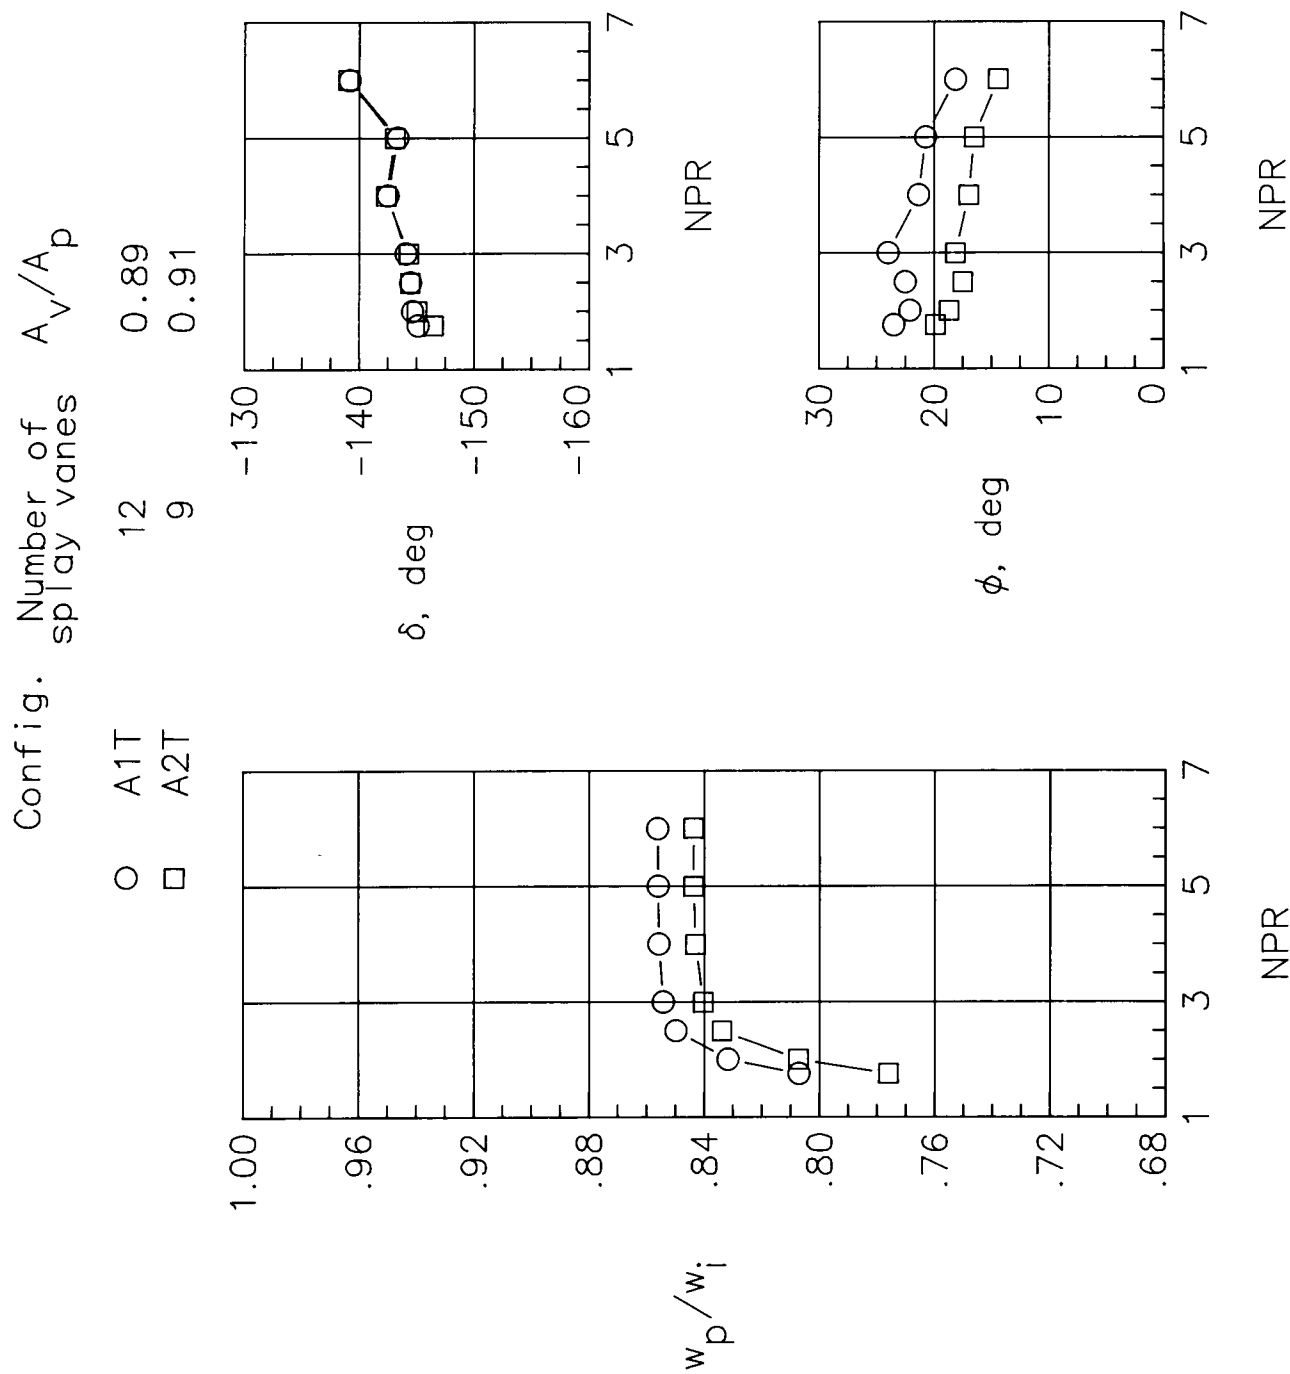 Config. Number of splay vanes A_v/A_p
○ A1T 12 0.89
□ A2T 9 0.91
w_p/w_i
1.00
.96
.92
.88
.84
.80
.76
.72
.68
1 3 5 7
NPR
δ, deg
-130
-140
-150
-160
1 3 5 7
NPR
ϕ, deg
30
20
10
0
1 3 5 7
NPR